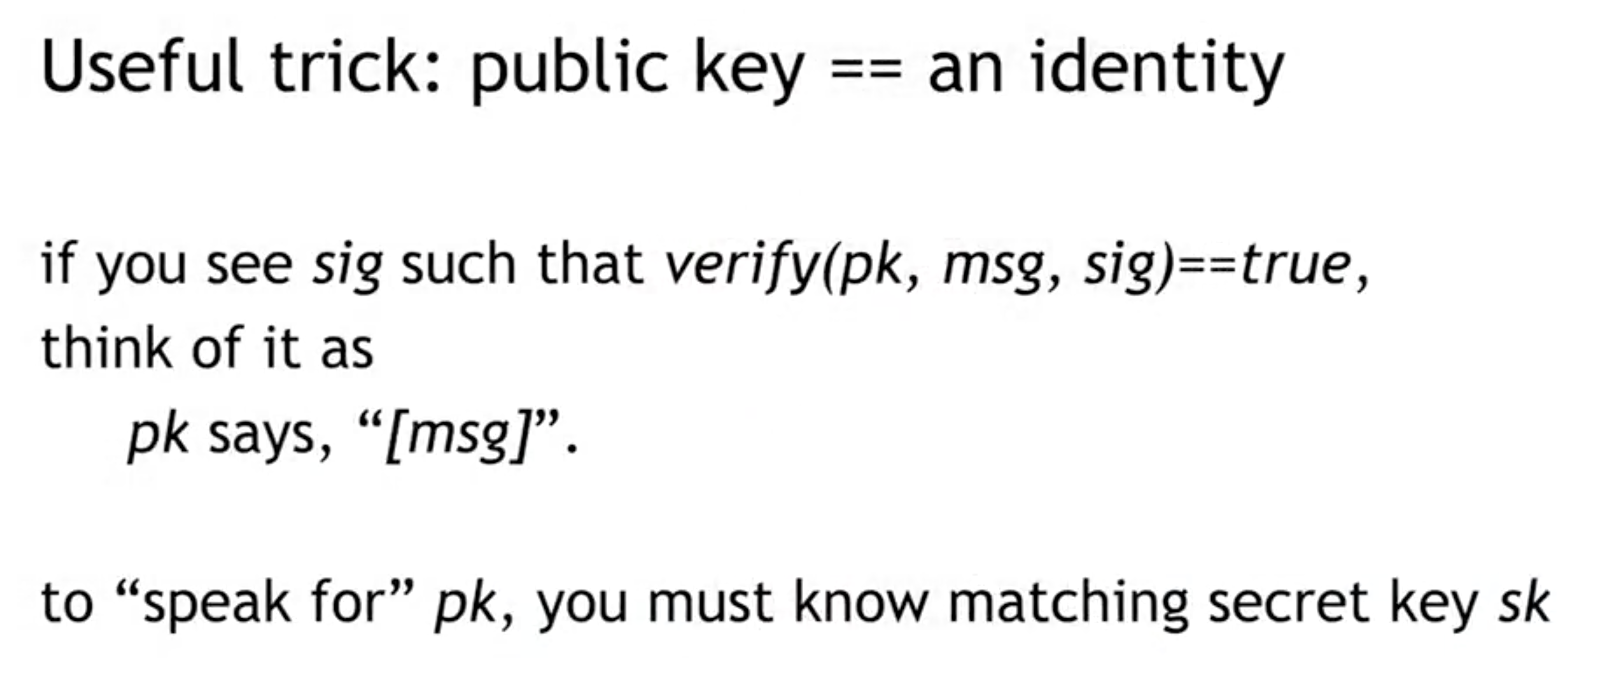 Useful trick: public key == an identity
if you see sig such that verify(pk, msg, sig)==true,
think of it as
pk says, “[msg]”.
to “speak for” pk, you must know matching secret key sk